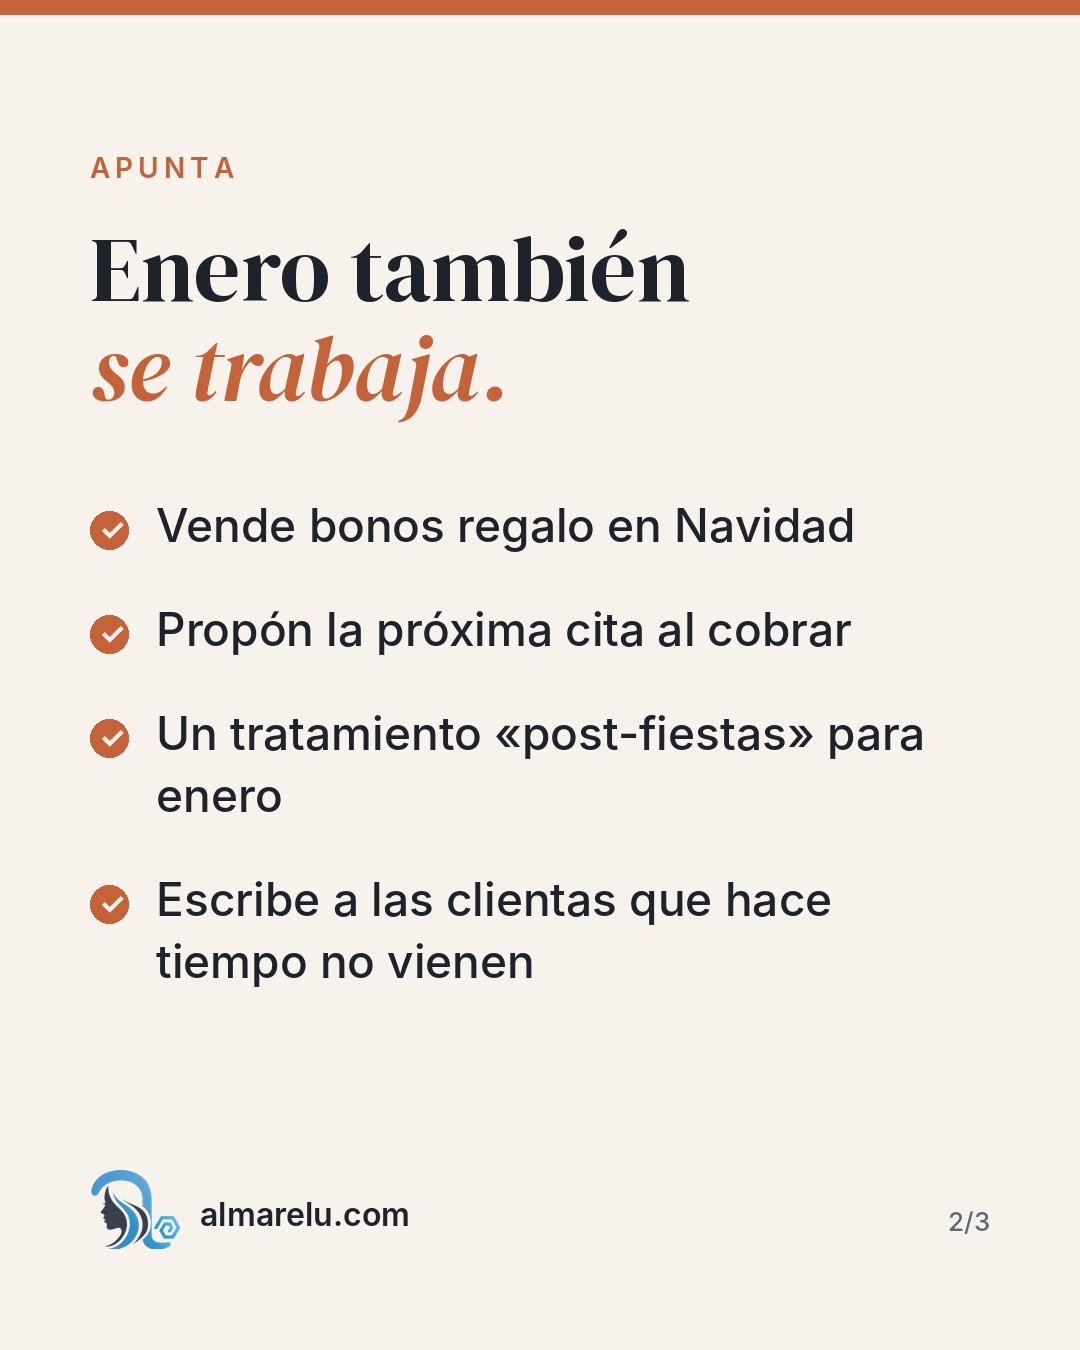 APUNTA
Enero también
se trabaja.
Vende bonos regalo en Navidad
Propón la próxima cita al cobrar
Un tratamiento «post-fiestas» para
enero
Escribe a las clientas que hace
tiempo no vienen
almarelu.com
2/3